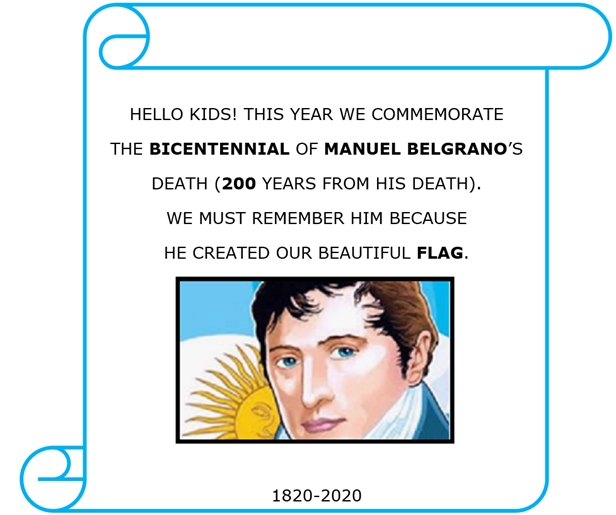 HELLO KIDS! THIS YEAR WE COMMEMORATE
THE BICENTENNIAL OF MANUEL BELGRANO’S
DEATH (200 YEARS FROM HIS DEATH).
WE MUST REMEMBER HIM BECAUSE
HE CREATED OUR BEAUTIFUL FLAG.
1820-2020